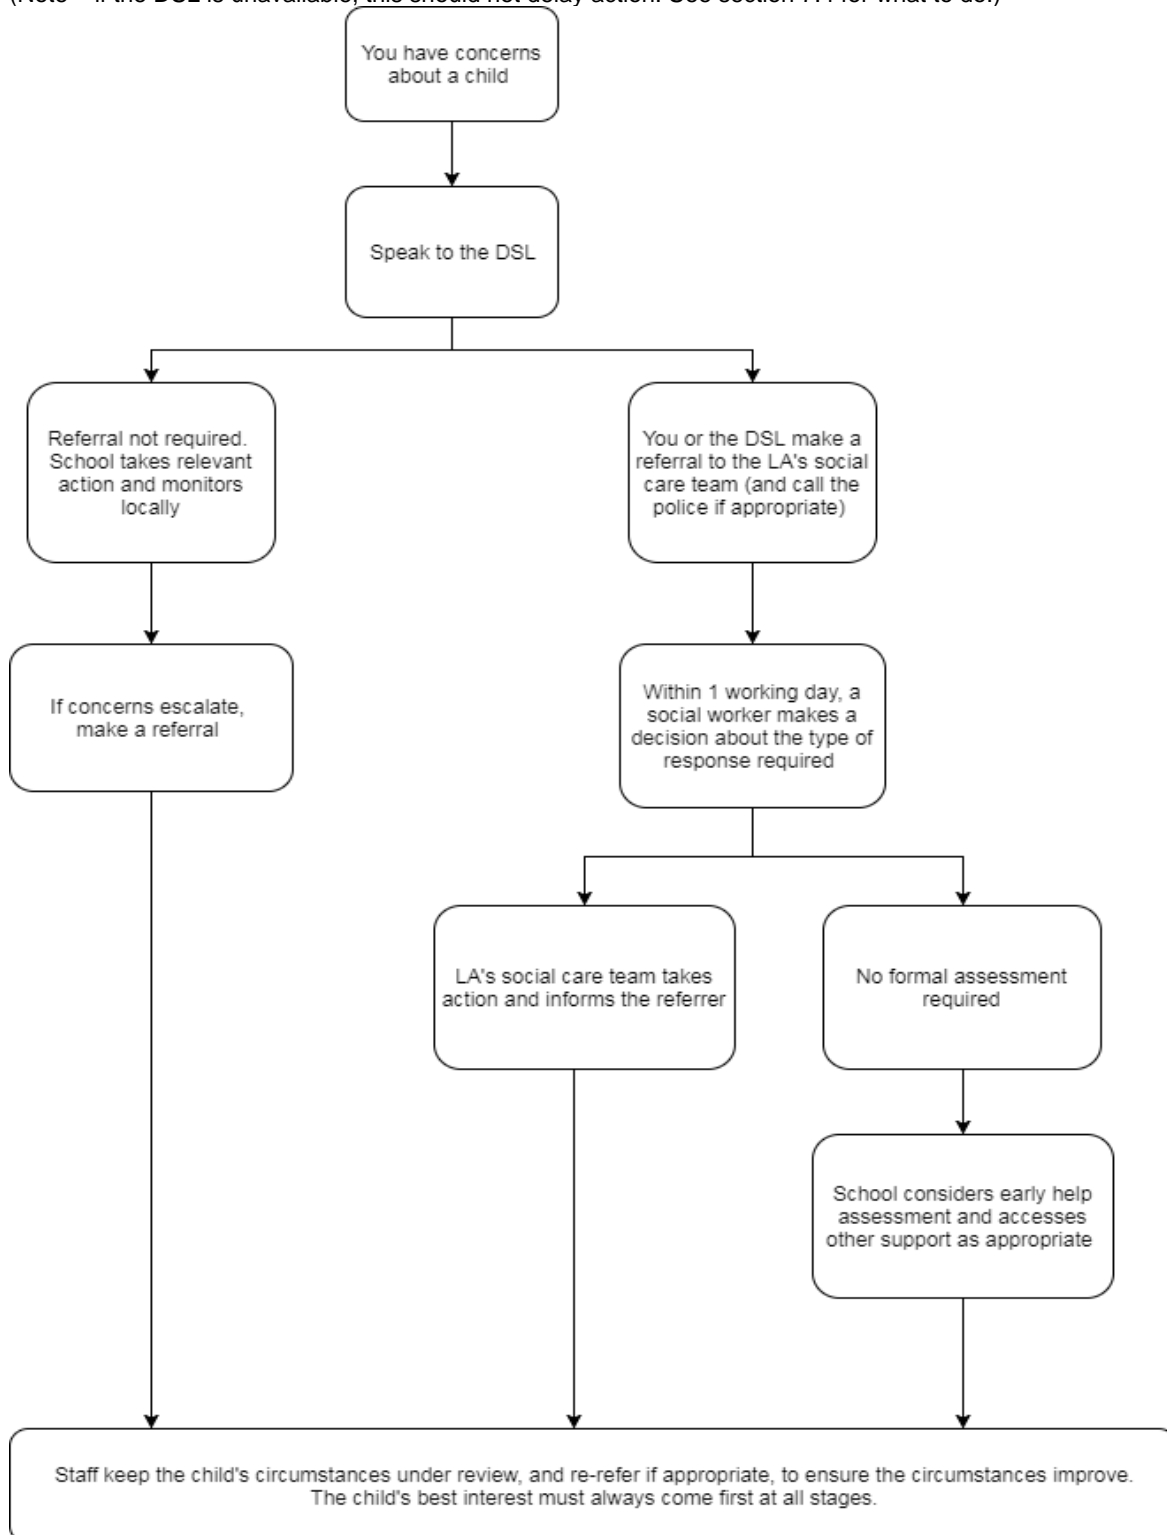 (Note – if the DSL is unavailable, this should not delay action. See section 7.4 for what to do.)
You have concerns
about a child
Speak to the DSL
Referral not required.
School takes relevant
action and monitors
locally
You or the DSL make a
referral to the LA's social
care team (and call the
police if appropriate)
If concerns escalate,
make a referral
Within 1 working day, a
social worker makes a
decision about the type of
response required
LA's social care team takes
action and informs the referrer
No formal assessment
required
School considers early help
assessment and accesses
other support as appropriate
Staff keep the child's circumstances under review, and re-refer if appropriate, to ensure the circumstances improve.
The child's best interest must always come first at all stages.